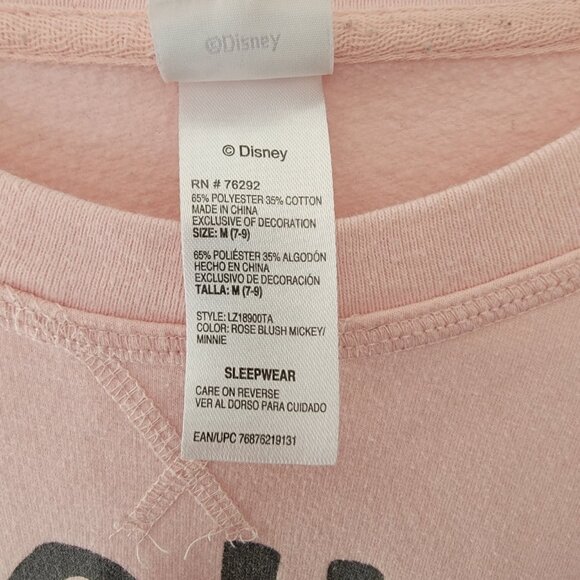 ©Disney
© Disney
RN # 76292
65% POLYESTER 35% COTTON
MADE IN CHINA
EXCLUSIVE OF DECORATION
SIZE: M (7-9)
65% POLIÉSTER 35% ALGODÓN
HECHO EN CHINA
EXCLUSIVO DE DECORACIÓN
TALLA: M (7-9)
STYLE: LZ18900TA
COLOR: ROSE BLUSH MICKEY/
MINNIE
SLEEPWEAR
CARE ON REVERSE
VER AL DORSO PARA CUIDADO
EAN/UPC 76876219131